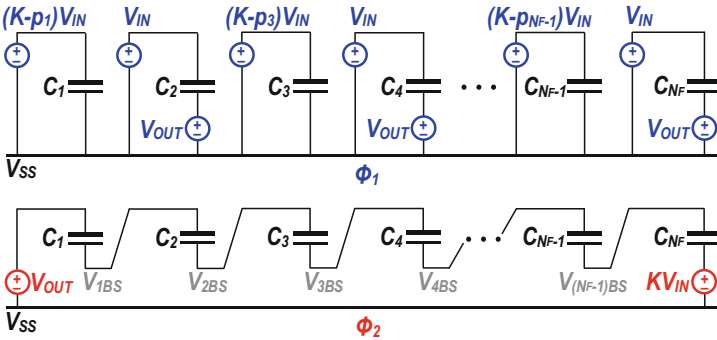 (K-p1)VIN VIN (K-p3)VIN VIN (K-pNF-1)VIN VIN
C1 C2 C3 C4 ··· CNF-1 CNF
VOUT VOUT VOUT
VSS Φ1
C1 C2 C3 C4 ··· CNF-1 CNF
VOUT V1BS V2BS V3BS V4BS V(NF-1)BS KVIN
VSS Φ2